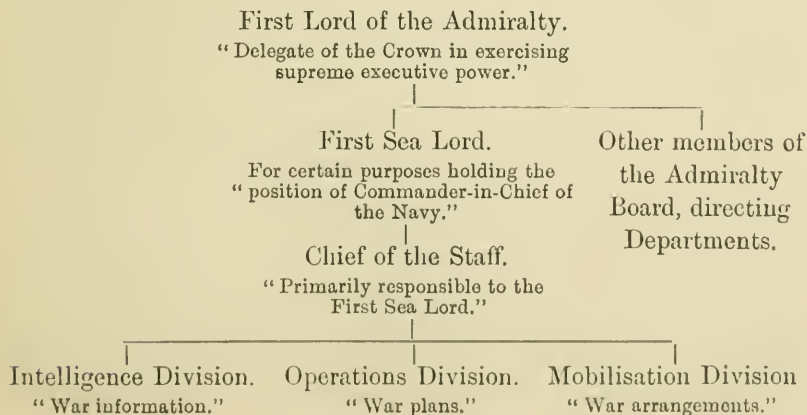 First Lord of the Admiralty.
“ Delegate of the Crown in exercising
supreme executive power.”
First Sea Lord.
For certain purposes holding the
“ position of Commander-in-Chief of
the Navy.”
Other members of
the Admiralty
Board, directing
Departments.
Chief of the Staff.
“ Primarily responsible to the
First Sea Lord.”
Intelligence Division.
“ War information.”
Operations Division.
“ War plans.”
Mobilisation Division
“ War arrangements.”